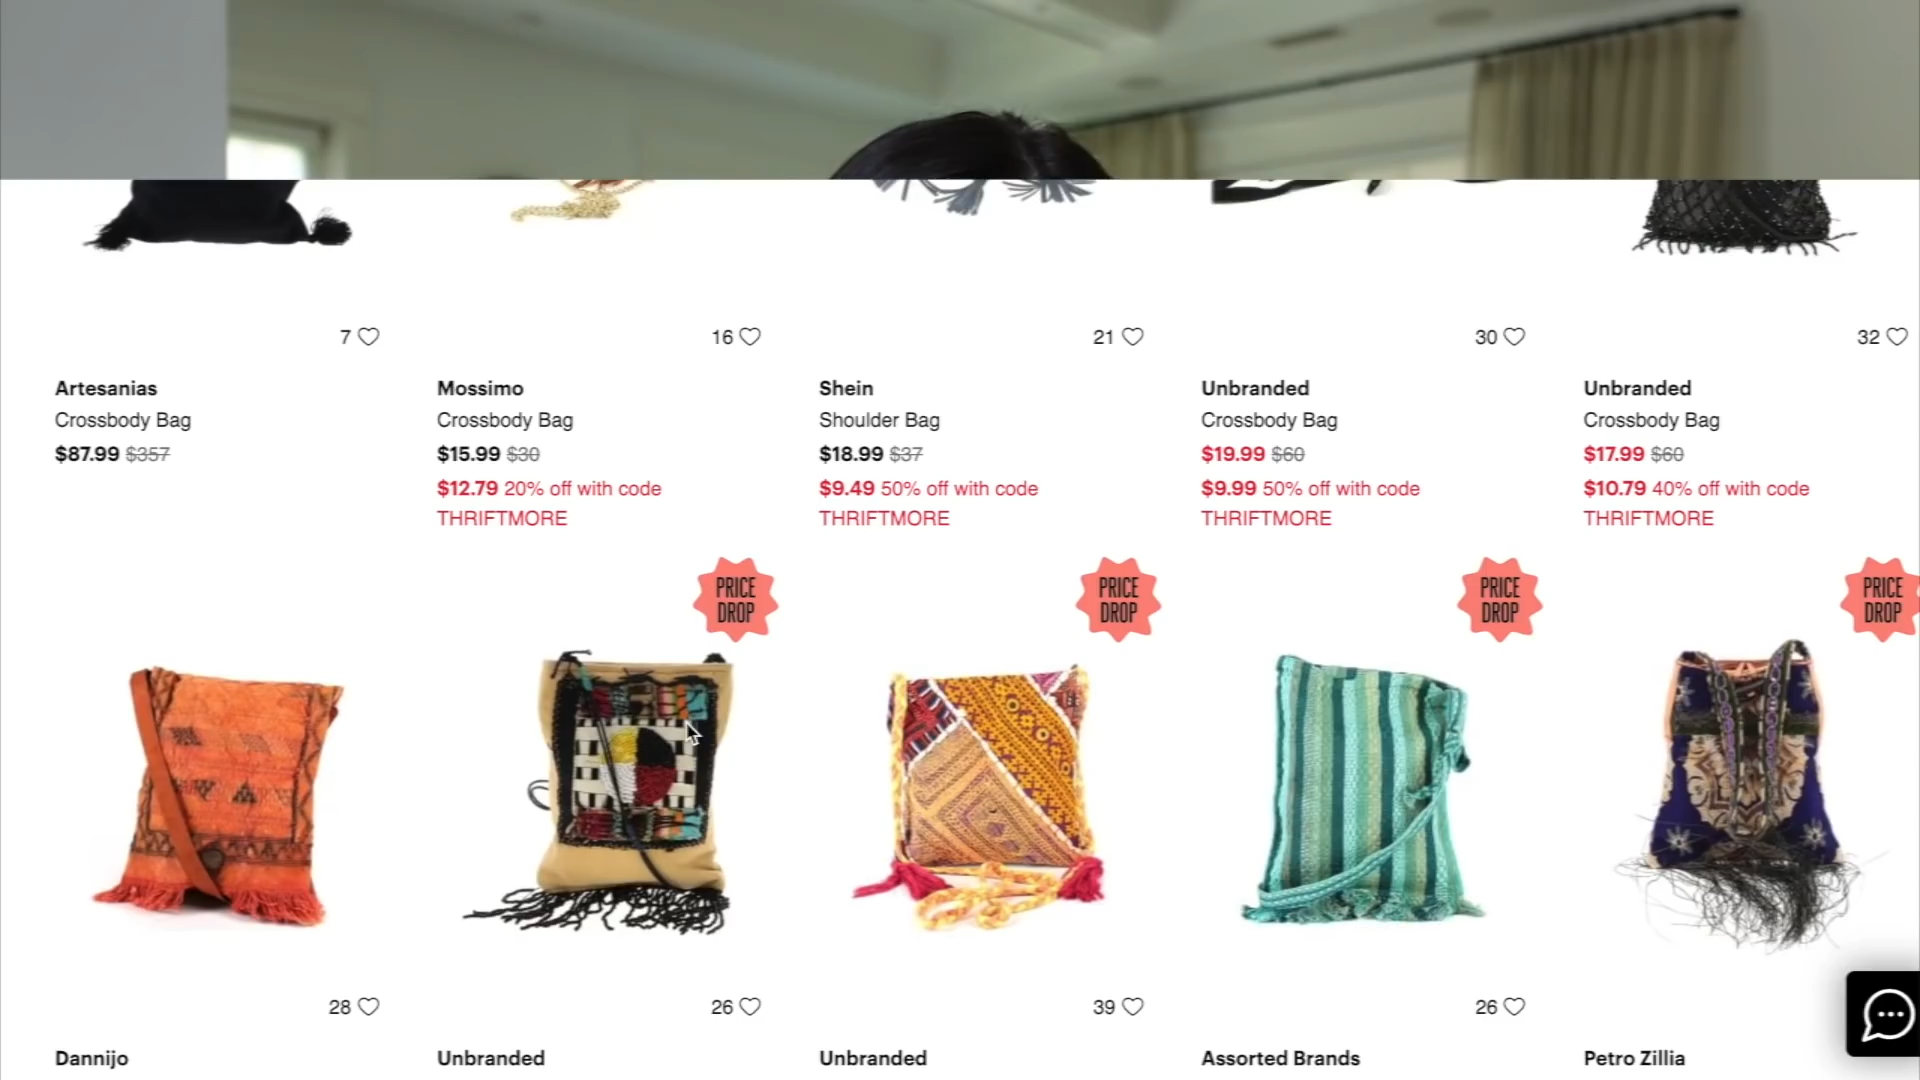 7
16
21
30
32
Artesanias
Mossimo
Shein
Unbranded
Unbranded
Crossbody Bag
Crossbody Bag
Shoulder Bag
Crossbody Bag
Crossbody Bag
$87.99 $357
$15.99 $30
$18.99 $37
$19.99 $60
$17.99 $60
$12.79 20% off with code
THRIFTMORE
$9.49 50% off with code
THRIFTMORE
$9.99 50% off with code
THRIFTMORE
$10.79 40% off with code
THRIFTMORE
PRICE
DROP
PRICE
DROP
PRICE
DROP
PRICE
DROP
28
26
39
26
Dannijo
Unbranded
Unbranded
Assorted Brands
Petro Zillia